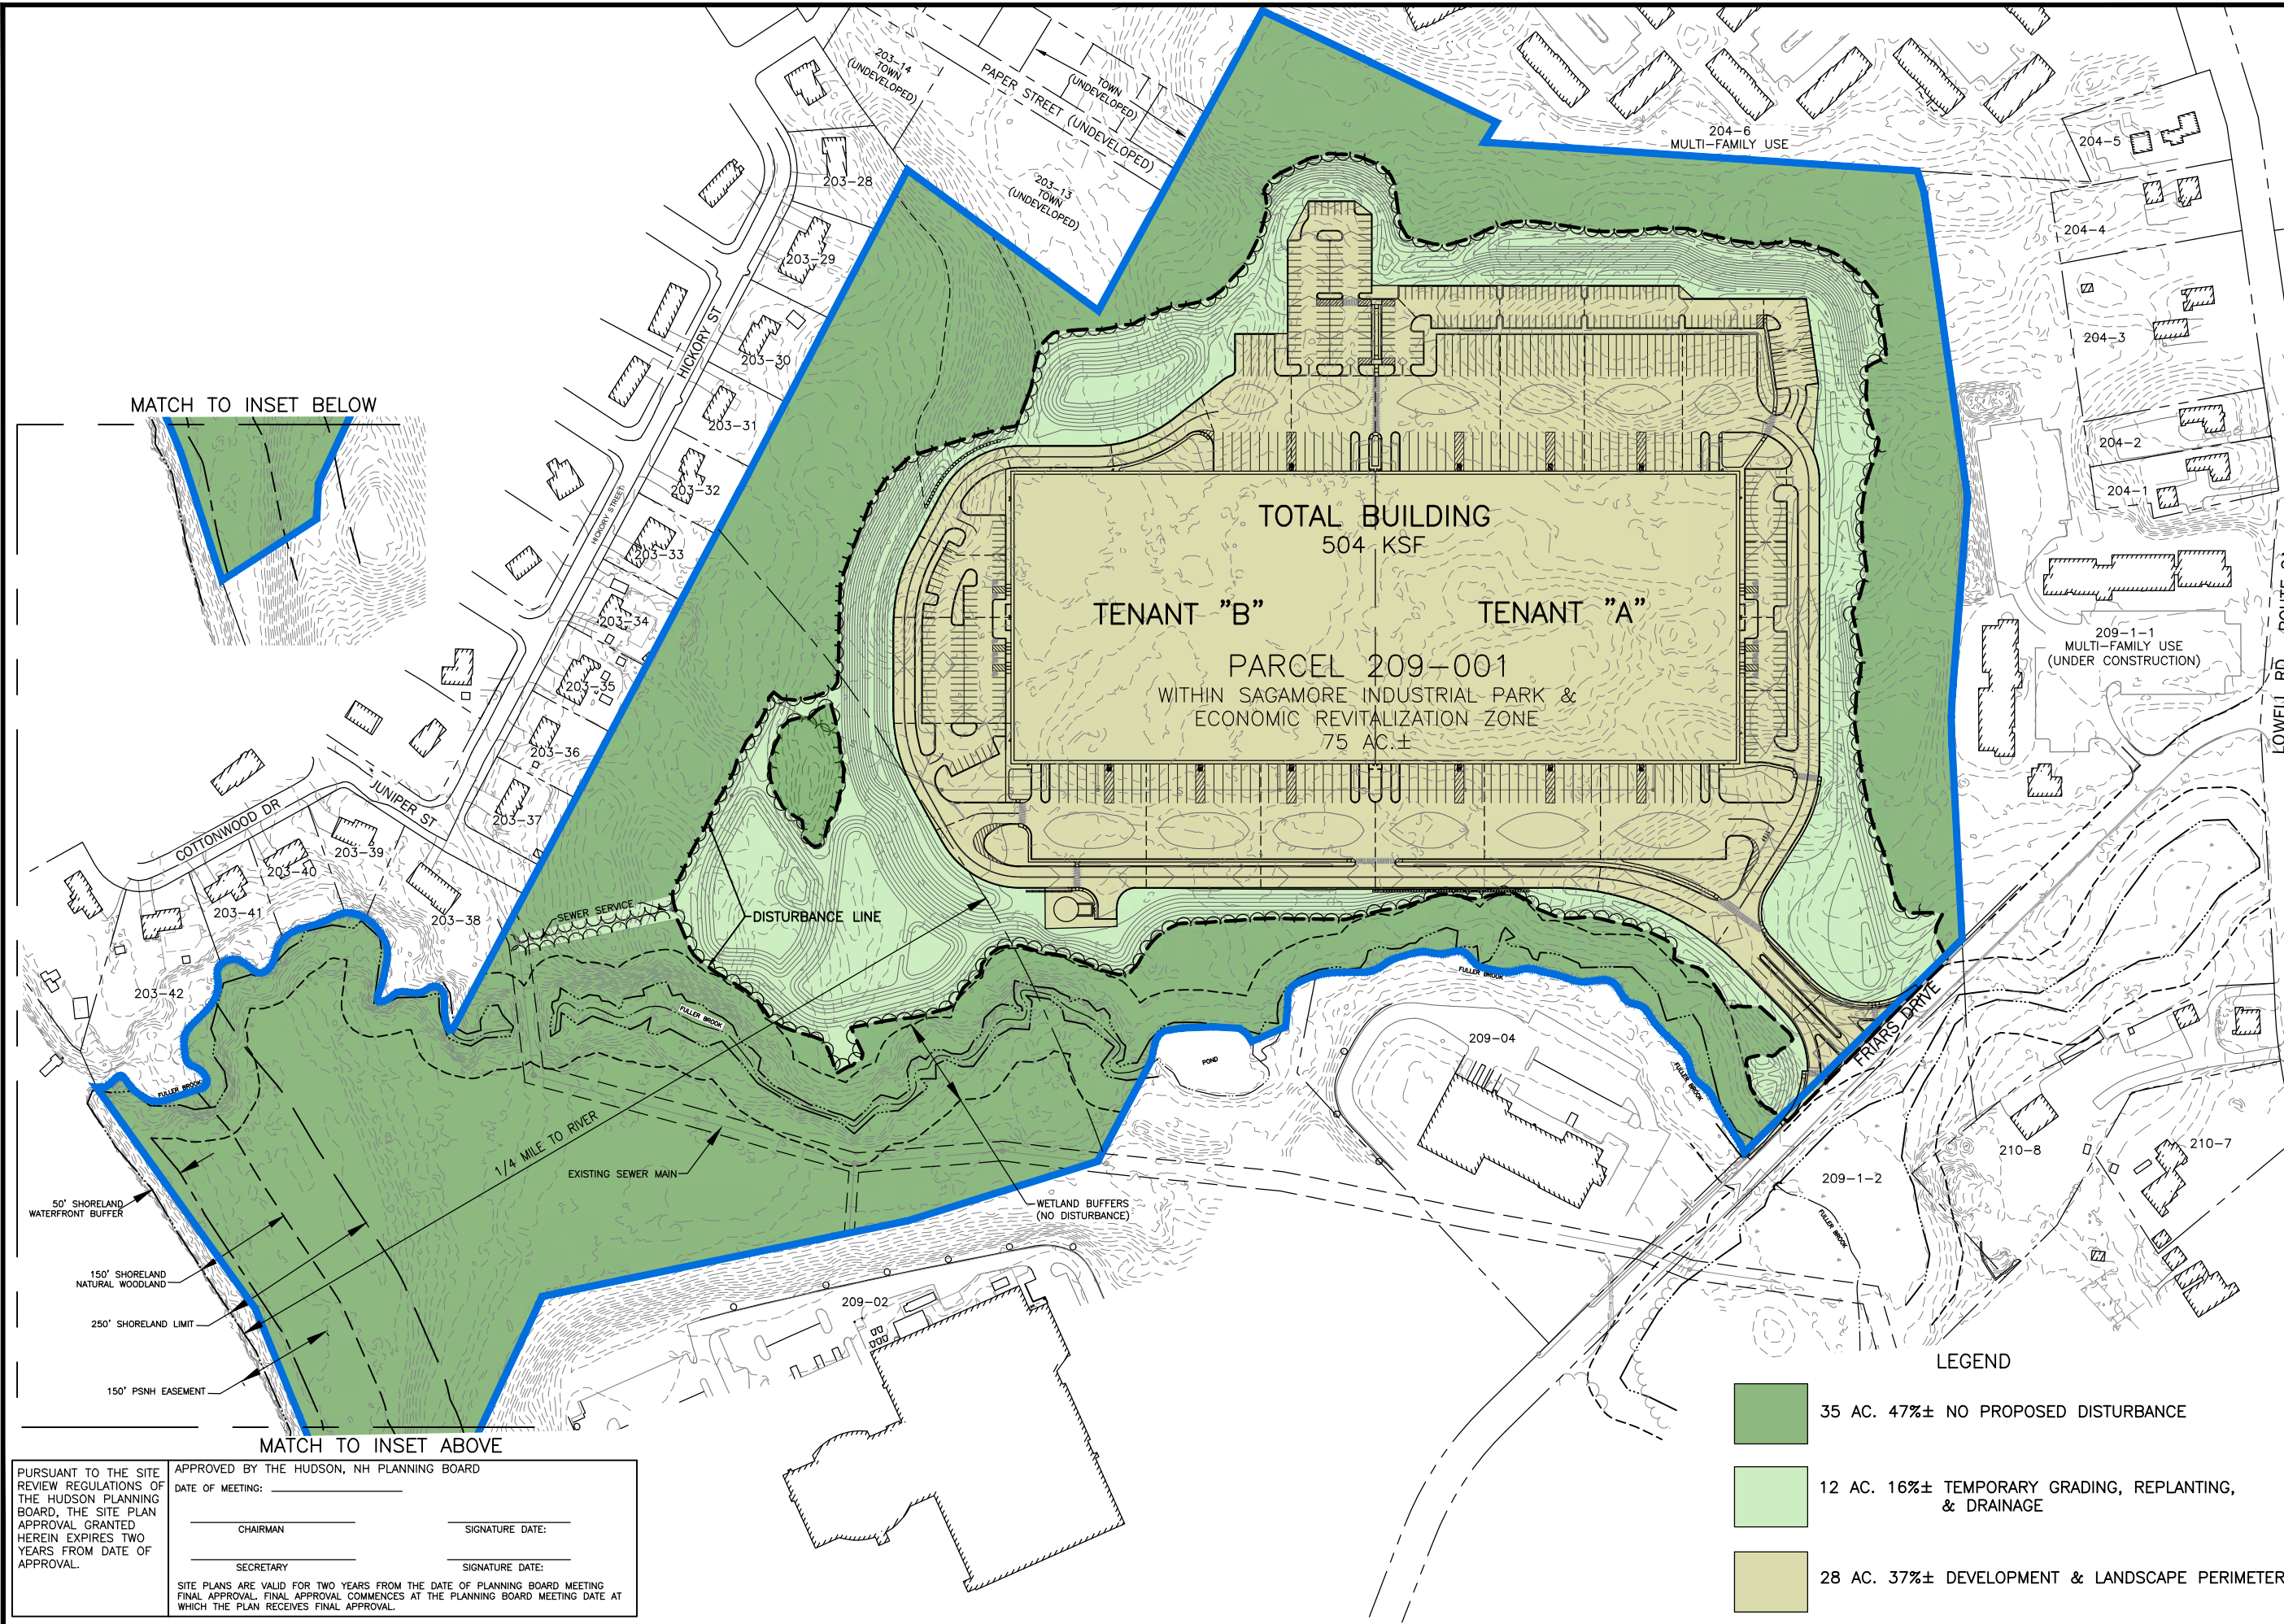 203-14
TOWN
(UNDEVELOPED)
PAPER STREET (UNDEVELOPED)
TOWN
(UNDEVELOPED)
203-13
TOWN
(UNDEVELOPED)
204-6
MULTI-FAMILY USE
204-5
204-4
204-3
204-2
204-1
203-28
203-29
203-30
203-31
203-32
203-33
203-34
203-35
203-36
203-37
HICKORY ST
HICKORY STREET
JUNIPER ST
COTTONWOOD DR
203-38
203-39
203-40
203-41
203-42
MATCH TO INSET BELOW
TOTAL BUILDING
504 KSF
TENANT "B"
TENANT "A"
PARCEL 209-001
WITHIN SAGAMORE INDUSTRIAL PARK &
ECONOMIC REVITALIZATION ZONE
75 AC.±
209-1-1
MULTI-FAMILY USE
(UNDER CONSTRUCTION)
LOWELL RD
SEWER SERVICE
DISTURBANCE LINE
FULLER BROOK
FULLER BROOK
FULLER BROOK
FULLER BROOK
FULLER BROOK
POND
209-04
FRIARS DRIVE
209-1-2
210-8
210-7
1/4 MILE TO RIVER
EXISTING SEWER MAIN
WETLAND BUFFERS
(NO DISTURBANCE)
50' SHORELAND
WATERFRONT BUFFER
150' SHORELAND
NATURAL WOODLAND
250' SHORELAND LIMIT
150' PSNH EASEMENT
209-02
MATCH TO INSET ABOVE
PURSUANT TO THE SITE
REVIEW REGULATIONS OF
THE HUDSON PLANNING
BOARD, THE SITE PLAN
APPROVAL GRANTED
HEREIN EXPIRES TWO
YEARS FROM DATE OF
APPROVAL.
APPROVED BY THE HUDSON, NH PLANNING BOARD
DATE OF MEETING:
CHAIRMAN
SIGNATURE DATE:
SECRETARY
SIGNATURE DATE:
SITE PLANS ARE VALID FOR TWO YEARS FROM THE DATE OF PLANNING BOARD MEETING
FINAL APPROVAL. FINAL APPROVAL COMMENCES AT THE PLANNING BOARD MEETING DATE AT
WHICH THE PLAN RECEIVES FINAL APPROVAL.
LEGEND
35 AC. 47%± NO PROPOSED DISTURBANCE
12 AC. 16%± TEMPORARY GRADING, REPLANTING,
& DRAINAGE
28 AC. 37%± DEVELOPMENT & LANDSCAPE PERIMETER